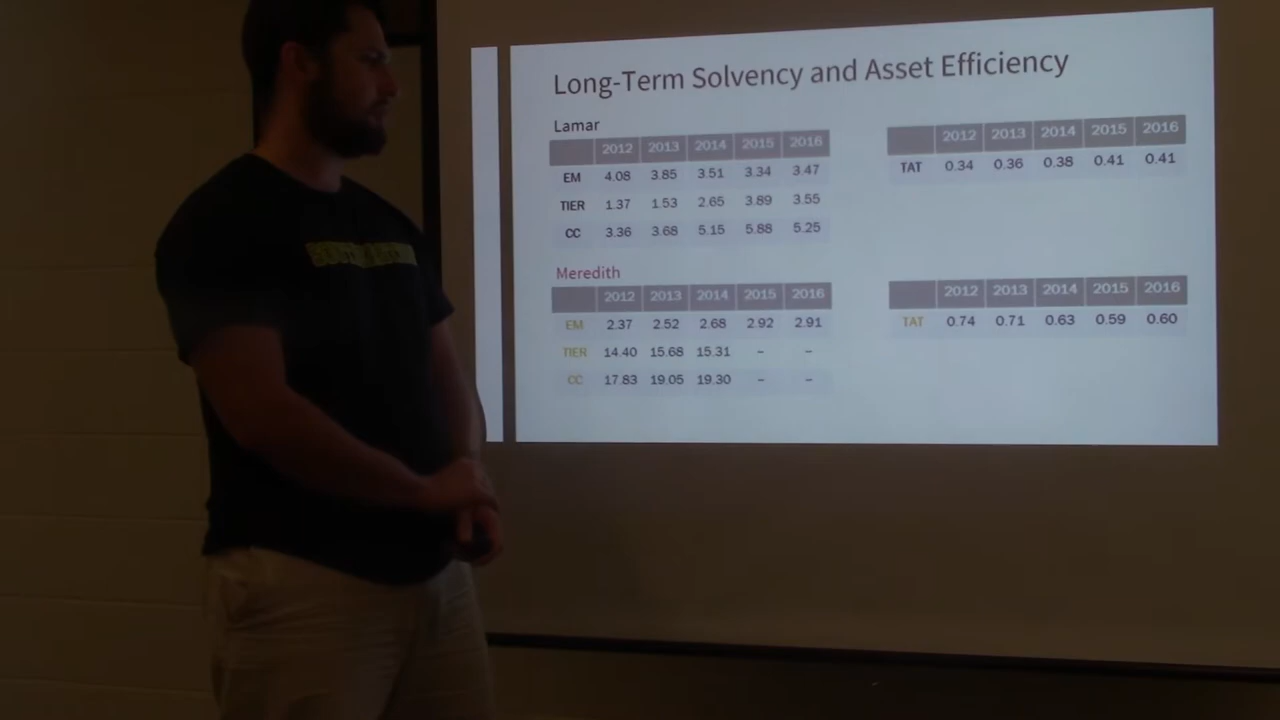 Long-Term Solvency and Asset Efficiency
Lamar
2012 2013 2014 2015 2016
EM 4.08 3.85 3.51 3.34 3.47
TIER 1.37 1.53 2.65 3.89 3.55
CC 3.36 3.68 5.15 5.88 5.25
2012 2013 2014 2015 2016
TAT 0.34 0.36 0.38 0.41 0.41
Meredith
2012 2013 2014 2015 2016
EM 2.37 2.52 2.68 2.92 2.91
TIER 14.40 15.68 15.31 – –
CC 17.83 19.05 19.30 – –
2012 2013 2014 2015 2016
TAT 0.74 0.71 0.63 0.59 0.60